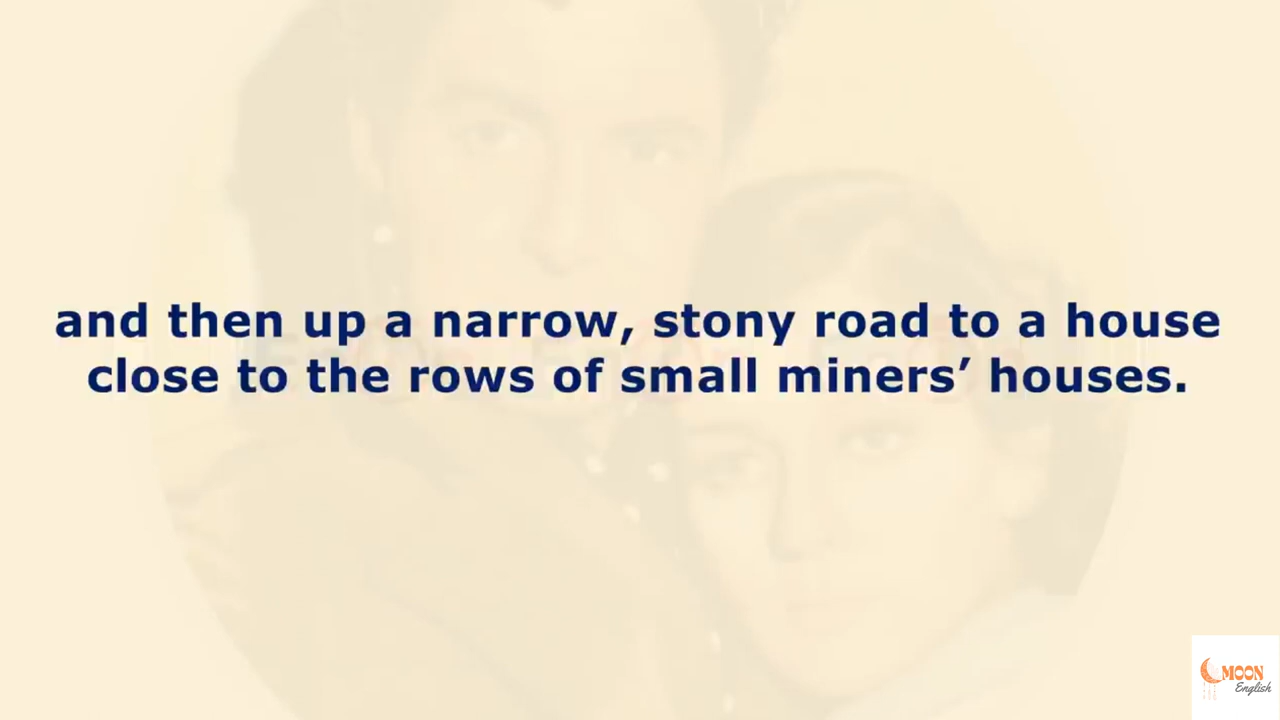 and then up a narrow, stony road to a house
close to the rows of small miners’ houses.
MOON
English